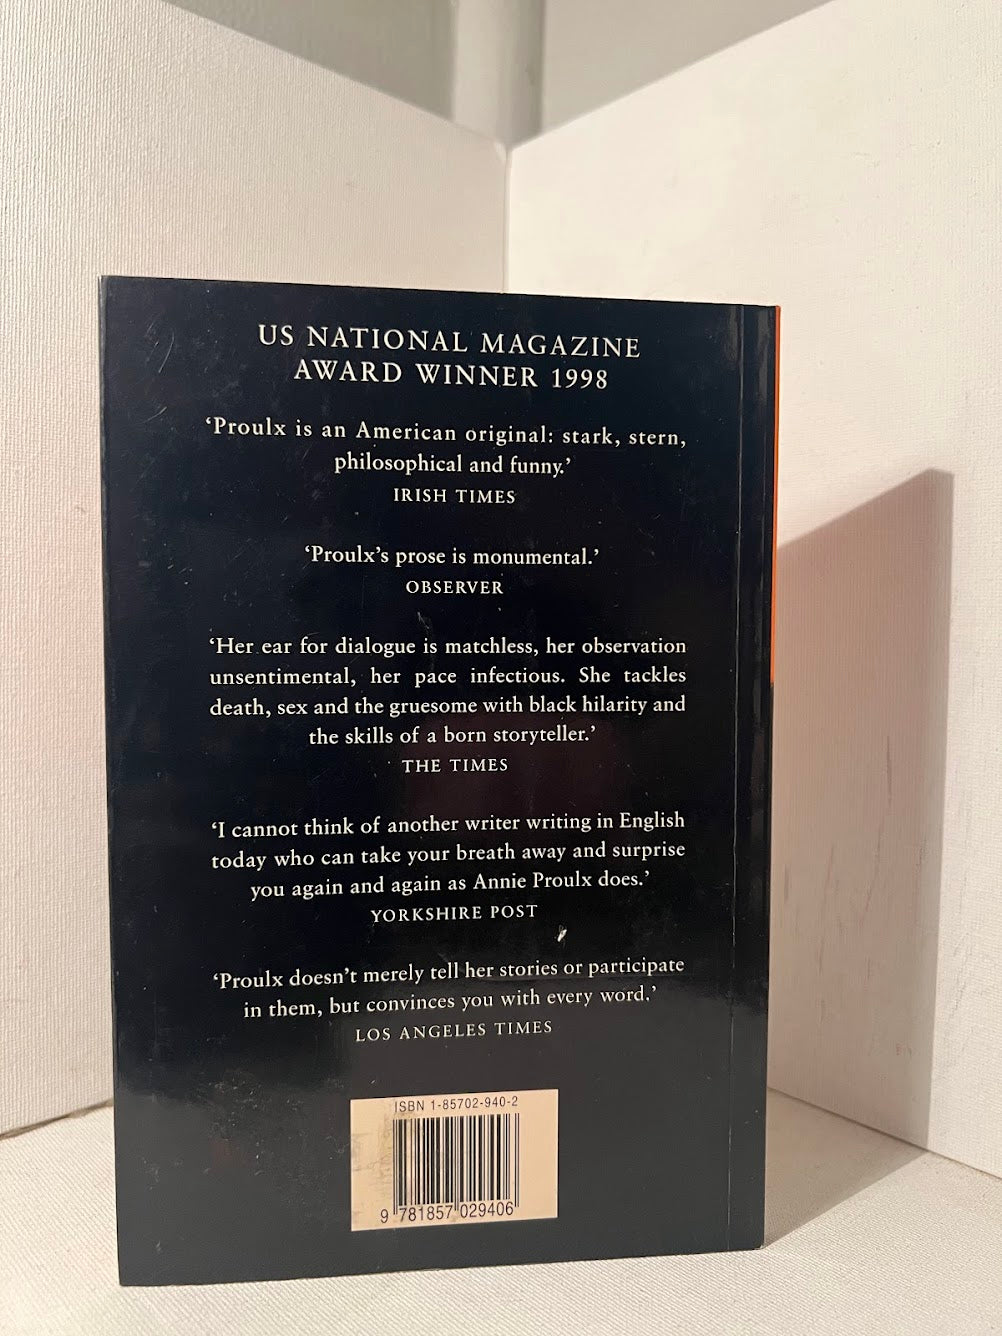 US NATIONAL MAGAZINE
AWARD WINNER 1998
‘Proulx is an American original: stark, stern,
philosophical and funny.’
IRISH TIMES
‘Proulx’s prose is monumental.’
OBSERVER
‘Her ear for dialogue is matchless, her observation
unsentimental, her pace infectious. She tackles
death, sex and the gruesome with black hilarity and
the skills of a born storyteller.’
THE TIMES
‘I cannot think of another writer writing in English
today who can take your breath away and surprise
you again and again as Annie Proulx does.’
YORKSHIRE POST
‘Proulx doesn’t merely tell her stories or participate
in them, but convinces you with every word.’
LOS ANGELES TIMES
ISBN 1-85702-940-2
9 781857 029406